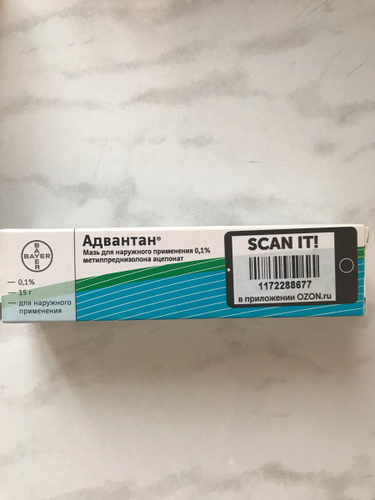 BAYER
BAYER
Адвантан®
Мазь для наружного применения 0,1%
метилпреднизолона ацепонат
0,1%
15 г
для наружного
применения
SCAN IT!
1172288677
в приложении OZON.ru